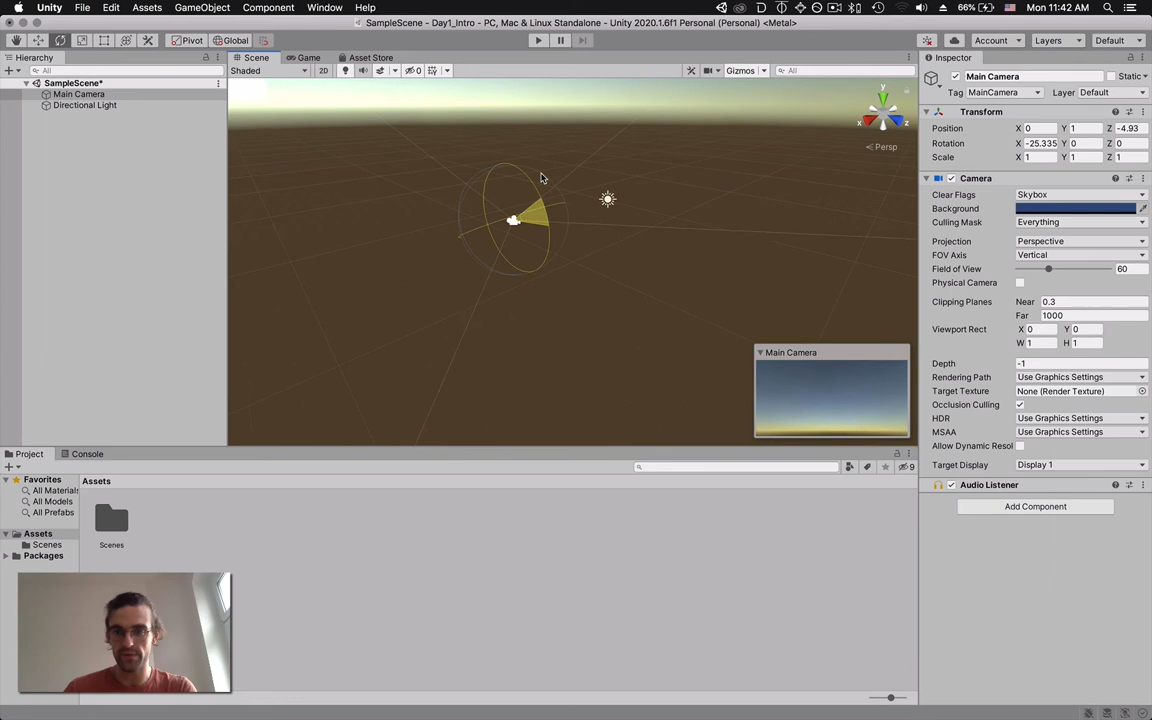 Unity File Edit Assets GameObject Component Window Help 66% Mon 11:42 AM
SampleScene - Day1_Intro - PC, Mac & Linux Standalone - Unity 2020.1.6f1 Personal (Personal) <Metal>
Pivot Global Account Layers Default
Hierarchy
All
SampleScene*
Main Camera
Directional Light
Scene Game Asset Store
Shaded 2D 0 Gizmos All
y
x z
Persp
Main Camera
Inspector
Main Camera Static
Tag MainCamera Layer Default
Transform
Position X 0 Y 1 Z -4.93
Rotation X -25.335 Y 0 Z 0
Scale X 1 Y 1 Z 1
Camera
Clear Flags Skybox
Background
Culling Mask Everything
Projection Perspective
FOV Axis Vertical
Field of View 60
Physical Camera
Clipping Planes Near 0.3
Far 1000
Viewport Rect X 0 Y 0
W 1 H 1
Depth -1
Rendering Path Use Graphics Settings
Target Texture None (Render Texture)
Occlusion Culling
HDR Use Graphics Settings
MSAA Use Graphics Settings
Allow Dynamic Resol
Target Display Display 1
Audio Listener
Add Component
Project Console
9
Favorites
All Materials
All Models
All Prefabs
Assets
Scenes
Packages
Assets
Scenes